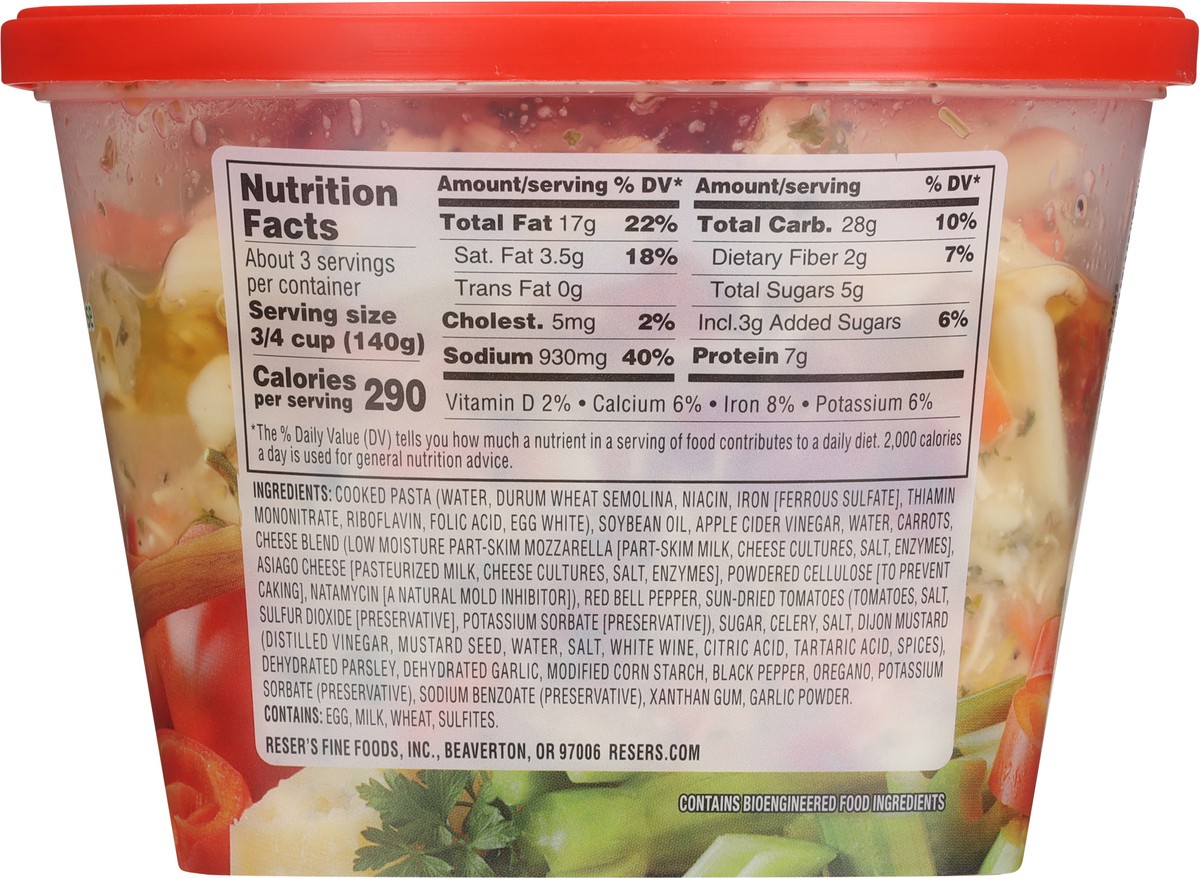 Nutrition
Facts
About 3 servings
per container
Serving size
3/4 cup (140g)
Calories
per serving 290
Amount/serving % DV*
Total Fat 17g 22%
Sat. Fat 3.5g 18%
Trans Fat 0g
Cholest. 5mg 2%
Sodium 930mg 40%
Amount/serving % DV*
Total Carb. 28g 10%
Dietary Fiber 2g 7%
Total Sugars 5g
Incl.3g Added Sugars 6%
Protein 7g
Vitamin D 2% • Calcium 6% • Iron 8% • Potassium 6%
*The % Daily Value (DV) tells you how much a nutrient in a serving of food contributes to a daily diet. 2,000 calories
a day is used for general nutrition advice.
INGREDIENTS: COOKED PASTA (WATER, DURUM WHEAT SEMOLINA, NIACIN, IRON [FERROUS SULFATE], THIAMIN
MONONITRATE, RIBOFLAVIN, FOLIC ACID, EGG WHITE), SOYBEAN OIL, APPLE CIDER VINEGAR, WATER, CARROTS,
CHEESE BLEND (LOW MOISTURE PART-SKIM MOZZARELLA [PART-SKIM MILK, CHEESE CULTURES, SALT, ENZYMES],
ASIAGO CHEESE [PASTEURIZED MILK, CHEESE CULTURES, SALT, ENZYMES], POWDERED CELLULOSE [TO PREVENT
CAKING], NATAMYCIN [A NATURAL MOLD INHIBITOR]), RED BELL PEPPER, SUN-DRIED TOMATOES (TOMATOES, SALT,
SULFUR DIOXIDE [PRESERVATIVE], POTASSIUM SORBATE [PRESERVATIVE]), SUGAR, CELERY, SALT, DIJON MUSTARD
(DISTILLED VINEGAR, MUSTARD SEED, WATER, SALT, WHITE WINE, CITRIC ACID, TARTARIC ACID, SPICES),
DEHYDRATED PARSLEY, DEHYDRATED GARLIC, MODIFIED CORN STARCH, BLACK PEPPER, OREGANO, POTASSIUM
SORBATE (PRESERVATIVE), SODIUM BENZOATE (PRESERVATIVE), XANTHAN GUM, GARLIC POWDER.
CONTAINS: EGG, MILK, WHEAT, SULFITES.
RESER'S FINE FOODS, INC., BEAVERTON, OR 97006 RESERS.COM
CONTAINS BIOENGINEERED FOOD INGREDIENTS